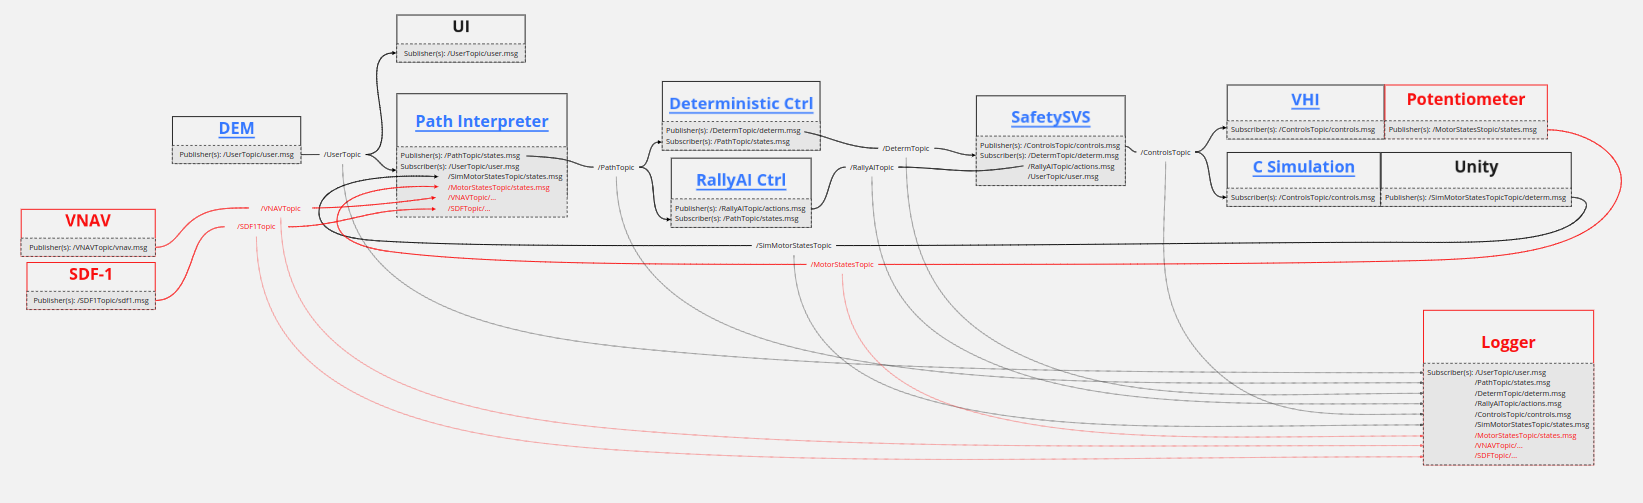 UI
Sublisher(s): /UserTopic/user.msg
DEM
Publisher(s): /UserTopic/user.msg
/UserTopic
Path Interpreter
Publisher(s): /PathTopic/states.msg
Subscriber(s): /UserTopic/user.msg
/SimMotorStatesTopic/states.msg
/MotorStatesTopic/states.msg
/VNAVTopic/...
/SDFTopic/...
/PathTopic
Deterministic Ctrl
Publisher(s): /DetermTopic/determ.msg
Subscriber(s): /PathTopic/states.msg
RallyAI Ctrl
Publisher(s): /RallyAITopic/actions.msg
Subscriber(s): /PathTopic/states.msg
/DetermTopic
/RallyAITopic
SafetySVS
Publisher(s): /ControlsTopic/controls.msg
Subscriber(s): /DetermTopic/determ.msg
/RallyAITopic/actions.msg
/UserTopic/user.msg
/ControlsTopic
VHI
Subscriber(s): /ControlsTopic/controls.msg
Potentiometer
Publisher(s): /MotorStatesStopic/states.msg
C Simulation
Subscriber(s): /ControlsTopic/controls.msg
Unity
Publisher(s): /SimMotorStatesTopicTopic/determ.msg
VNAV
Publisher(s): /VNAVTopic/vnav.msg
/VNAVTopic
SDF-1
Publisher(s): /SDF1Topic/sdf1.msg
/SDF1Topic
/SimMotorStatesTopic
/MotorStatesTopic
Logger
Subscriber(s): /UserTopic/user.msg
/PathTopic/states.msg
/DetermTopic/determ.msg
/RallyAITopic/actions.msg
/ControlsTopic/controls.msg
/SimMotorStatesTopic/states.msg
/MotorStatesTopic/states.msg
/VNAVTopic/...
/SDFTopic/...